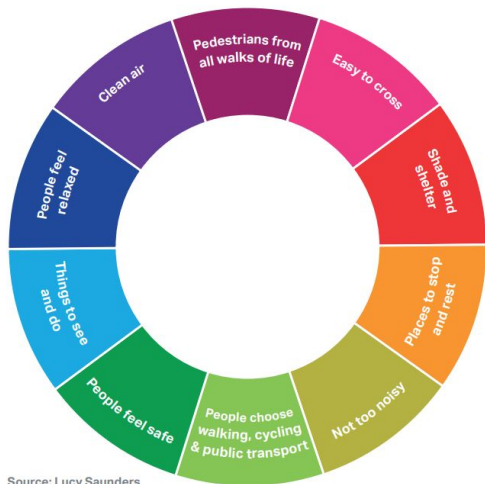 Pedestrians from
all walks of life
Easy to cross
Shade and
shelter
Places to stop
and rest
Not too noisy
People choose
walking, cycling
& public transport
People feel safe
Things to see
and do
People feel
relaxed
Clean air
Source: Lucy Saunders